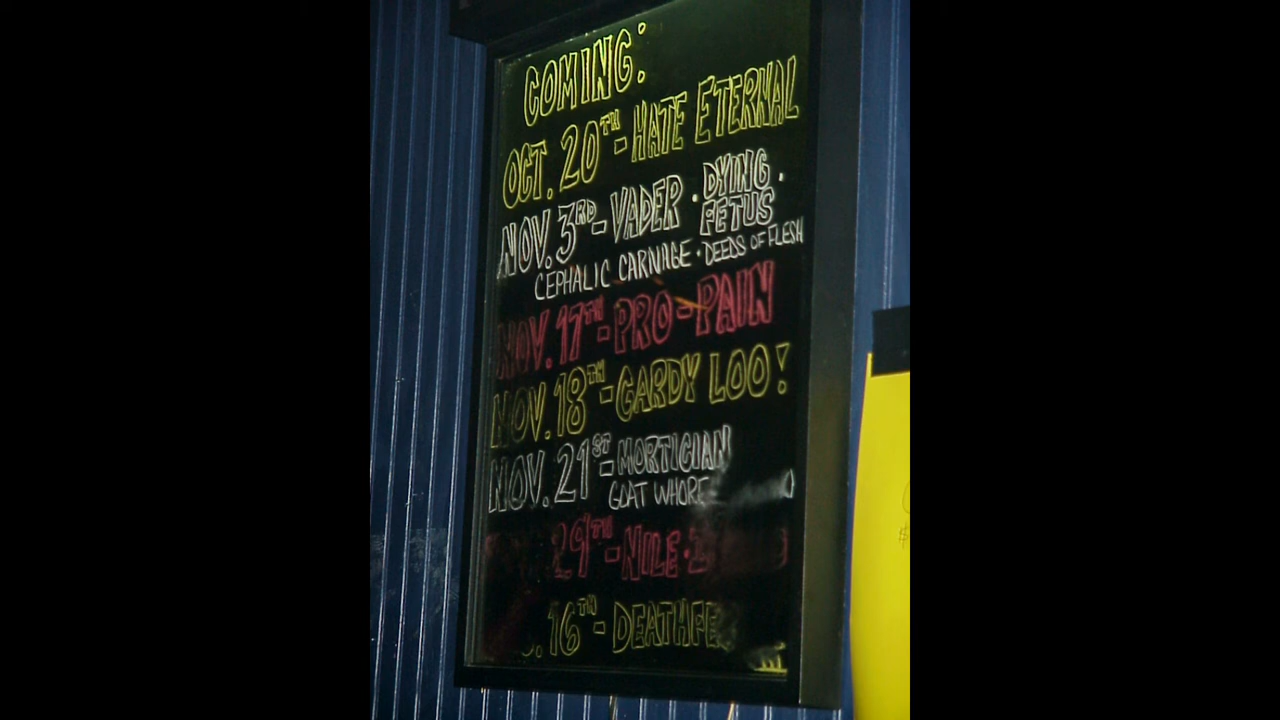 COMING:
OCT. 20TH - HATE ETERNAL
NOV. 3RD - VADER · DYING FETUS ·
CEPHALIC CARNAGE · DEEDS OF FLESH
NOV. 17TH - PRO-PAIN
NOV. 18TH - GARDY LOO!
NOV. 21ST - MORTICIAN
GOAT WHORE
29TH - NILE ·
16TH - DEATHFE